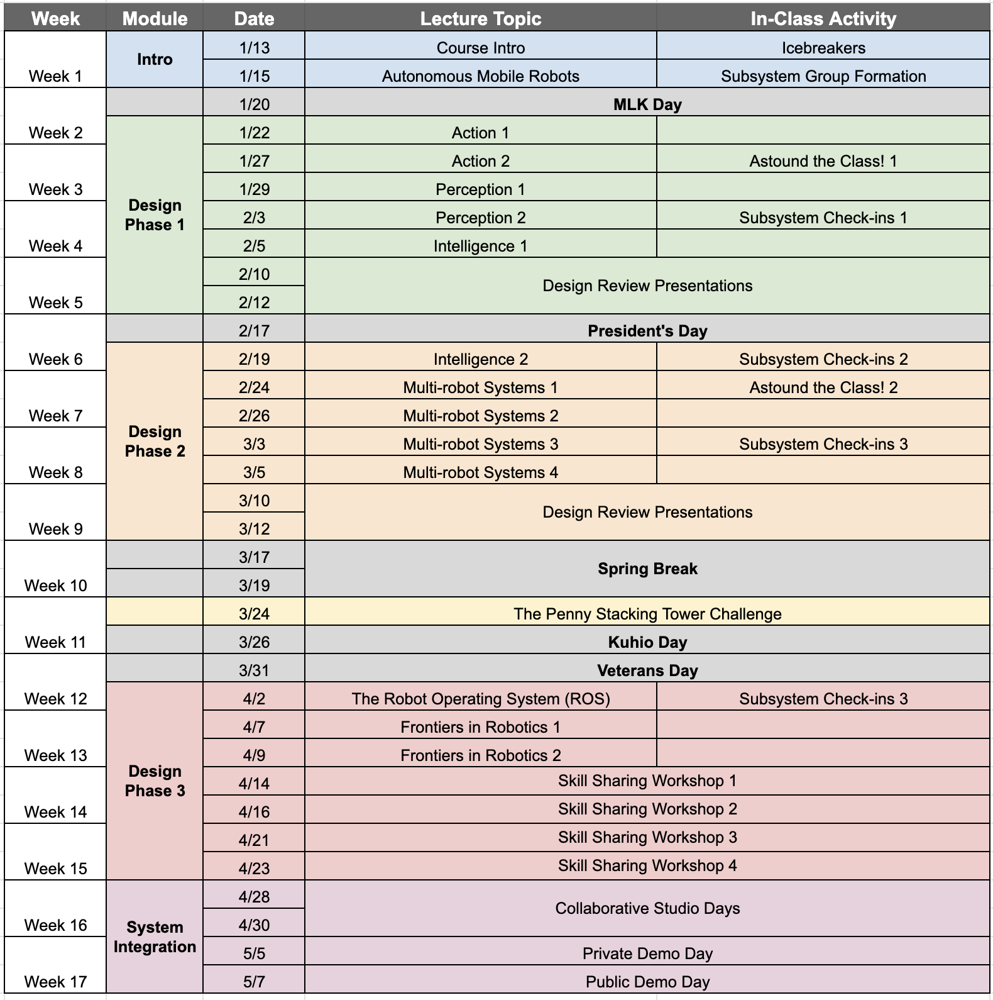 Week Module Date Lecture Topic In-Class Activity
Week 1 Intro 1/13 Course Intro Icebreakers
1/15 Autonomous Mobile Robots Subsystem Group Formation
Week 2 1/20 MLK Day
Design Phase 1 1/22 Action 1
Week 3 1/27 Action 2 Astound the Class! 1
1/29 Perception 1
Week 4 2/3 Perception 2 Subsystem Check-ins 1
2/5 Intelligence 1
Week 5 2/10 Design Review Presentations
2/12
Week 6 2/17 President's Day
Design Phase 2 2/19 Intelligence 2 Subsystem Check-ins 2
Week 7 2/24 Multi-robot Systems 1 Astound the Class! 2
2/26 Multi-robot Systems 2
Week 8 3/3 Multi-robot Systems 3 Subsystem Check-ins 3
3/5 Multi-robot Systems 4
Week 9 3/10 Design Review Presentations
3/12
Week 10 3/17 Spring Break
3/19
Week 11 3/24 The Penny Stacking Tower Challenge
3/26 Kuhio Day
Week 12 3/31 Veterans Day
Design Phase 3 4/2 The Robot Operating System (ROS) Subsystem Check-ins 3
Week 13 4/7 Frontiers in Robotics 1
4/9 Frontiers in Robotics 2
Week 14 4/14 Skill Sharing Workshop 1
4/16 Skill Sharing Workshop 2
Week 15 4/21 Skill Sharing Workshop 3
4/23 Skill Sharing Workshop 4
Week 16 System Integration 4/28 Collaborative Studio Days
4/30
Week 17 5/5 Private Demo Day
5/7 Public Demo Day